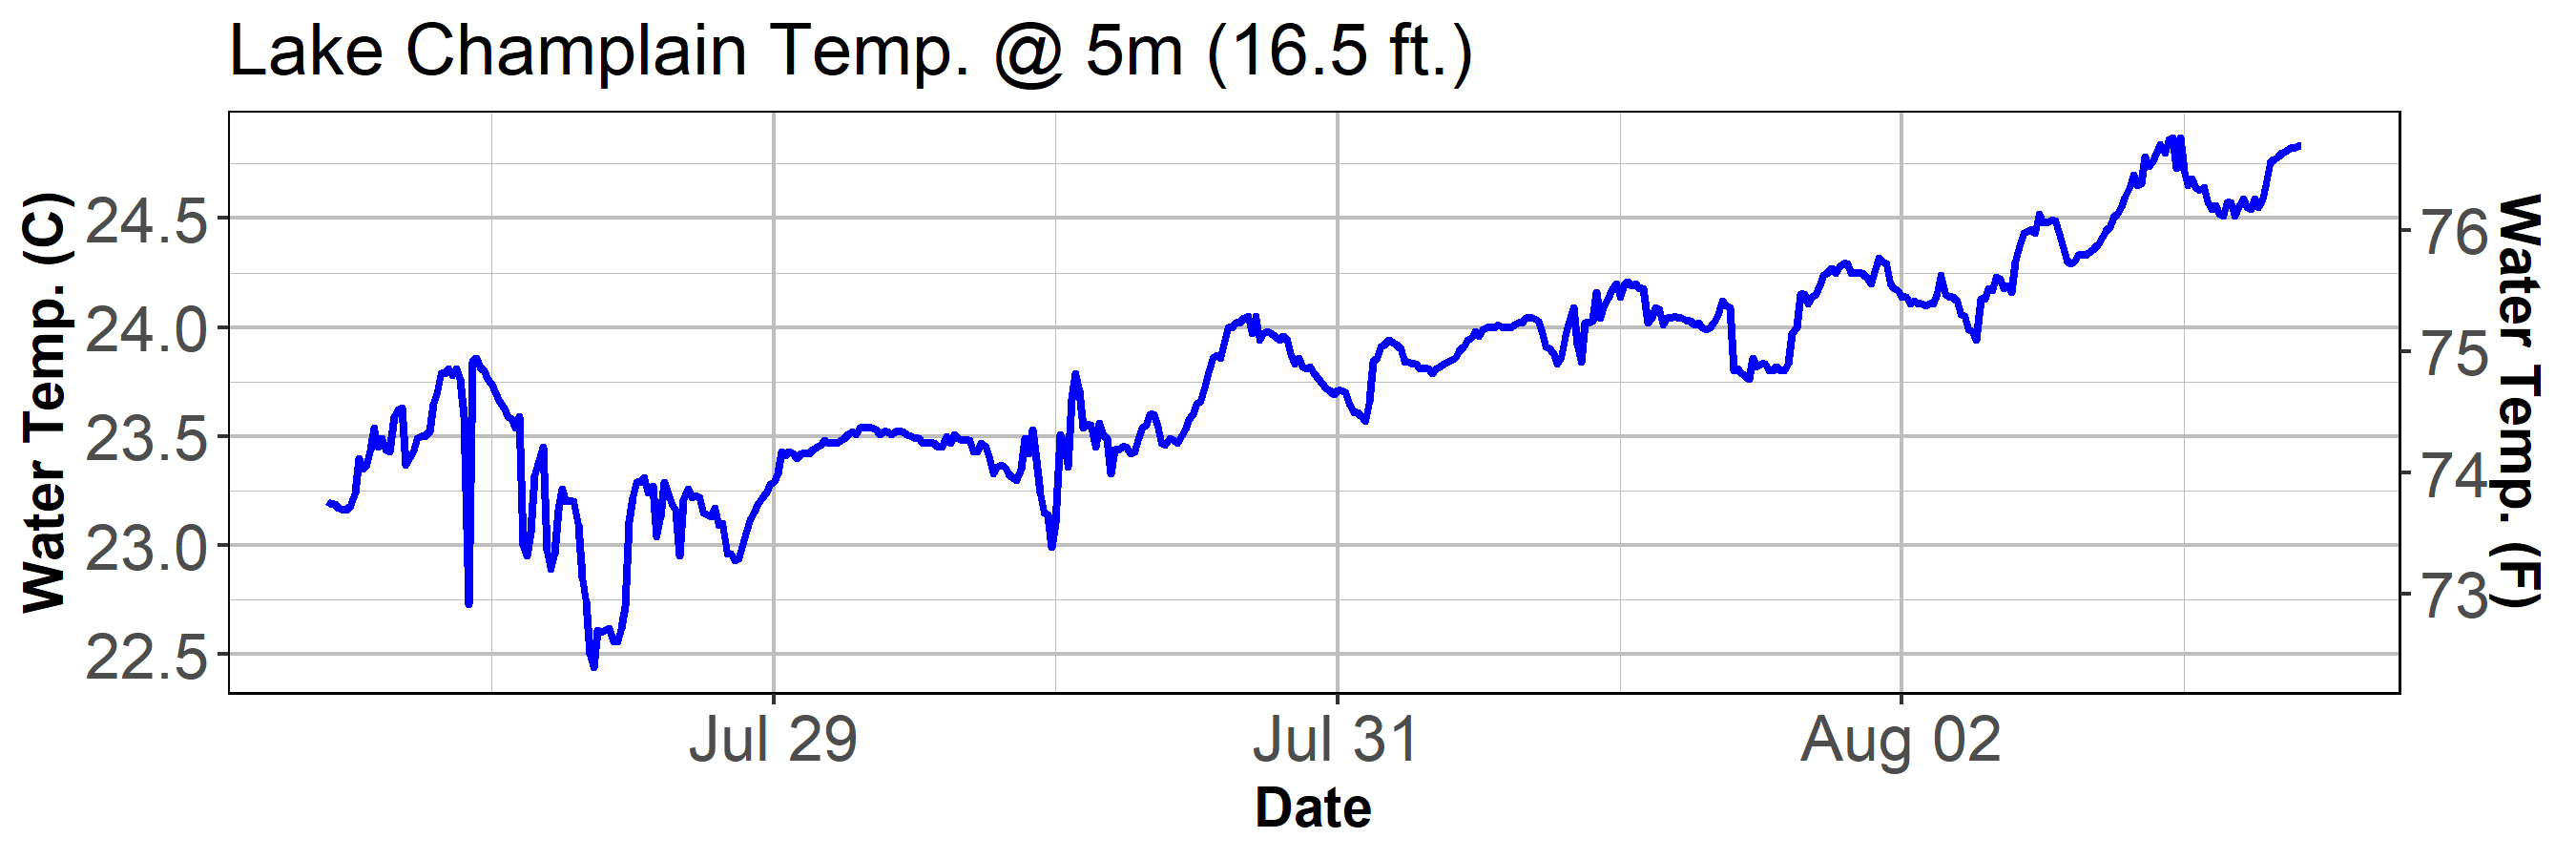 Lake Champlain Temp. @ 5m (16.5 ft.)
Water Temp. (C)
24.5
24.0
23.5
23.0
22.5
76
75
74
73
Water Temp. (F)
Jul 29
Jul 31
Aug 02
Date